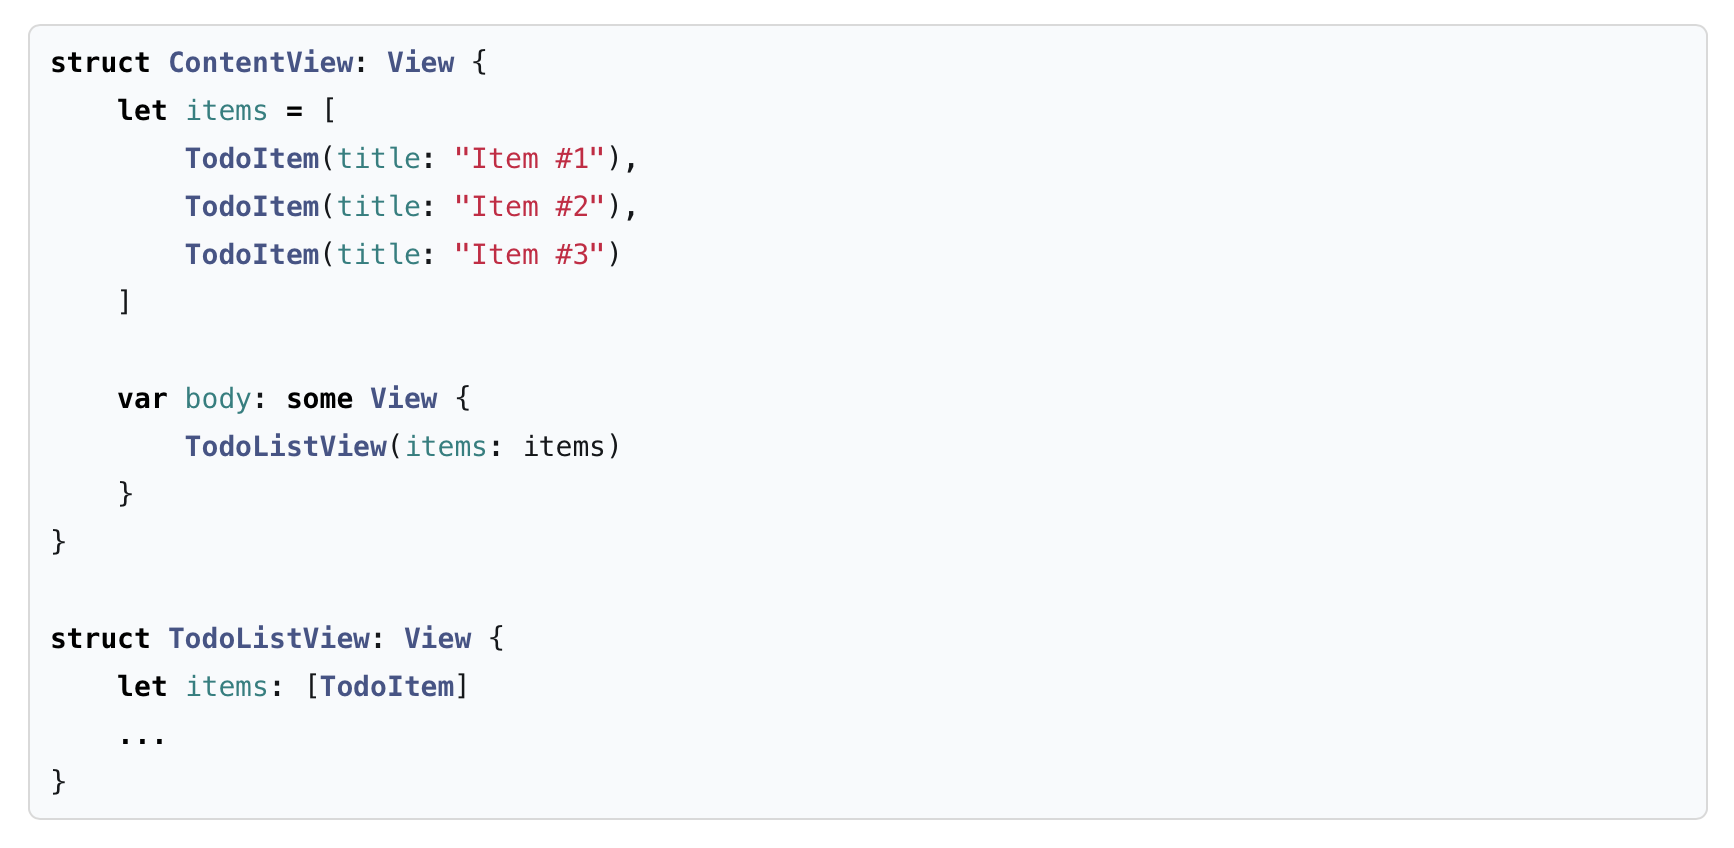 struct ContentView: View {
    let items = [
        TodoItem(title: "Item #1"),
        TodoItem(title: "Item #2"),
        TodoItem(title: "Item #3")
    ]

    var body: some View {
        TodoListView(items: items)
    }
}

struct TodoListView: View {
    let items: [TodoItem]
    ...
}